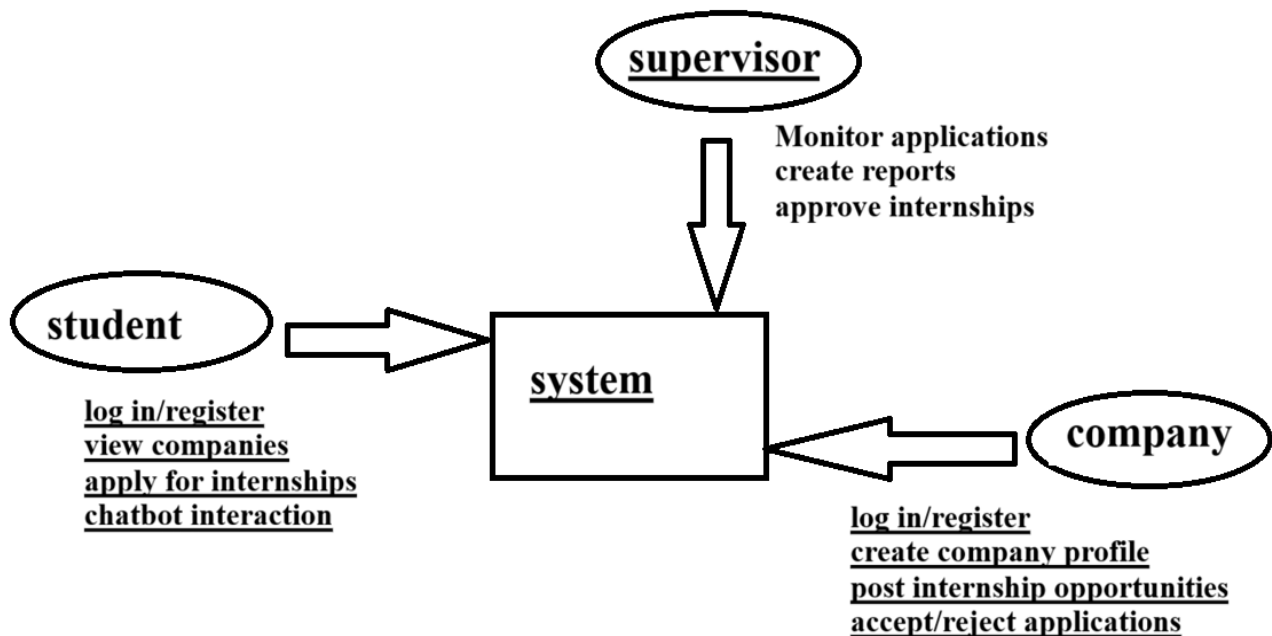 supervisor
Monitor applications
create reports
approve internships
student
log in/register
view companies
apply for internships
chatbot interaction
system
company
log in/register
create company profile
post internship opportunities
accept/reject applications